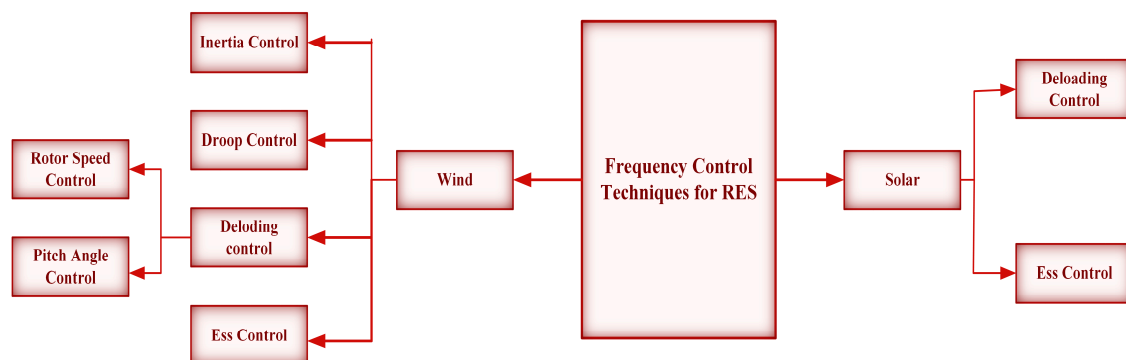 Inertia Control
Droop Control
Rotor Speed
Control
Pitch Angle
Control
Deloding
control
Ess Control
Wind
Frequency Control
Techniques for RES
Solar
Deloading
Control
Ess Control